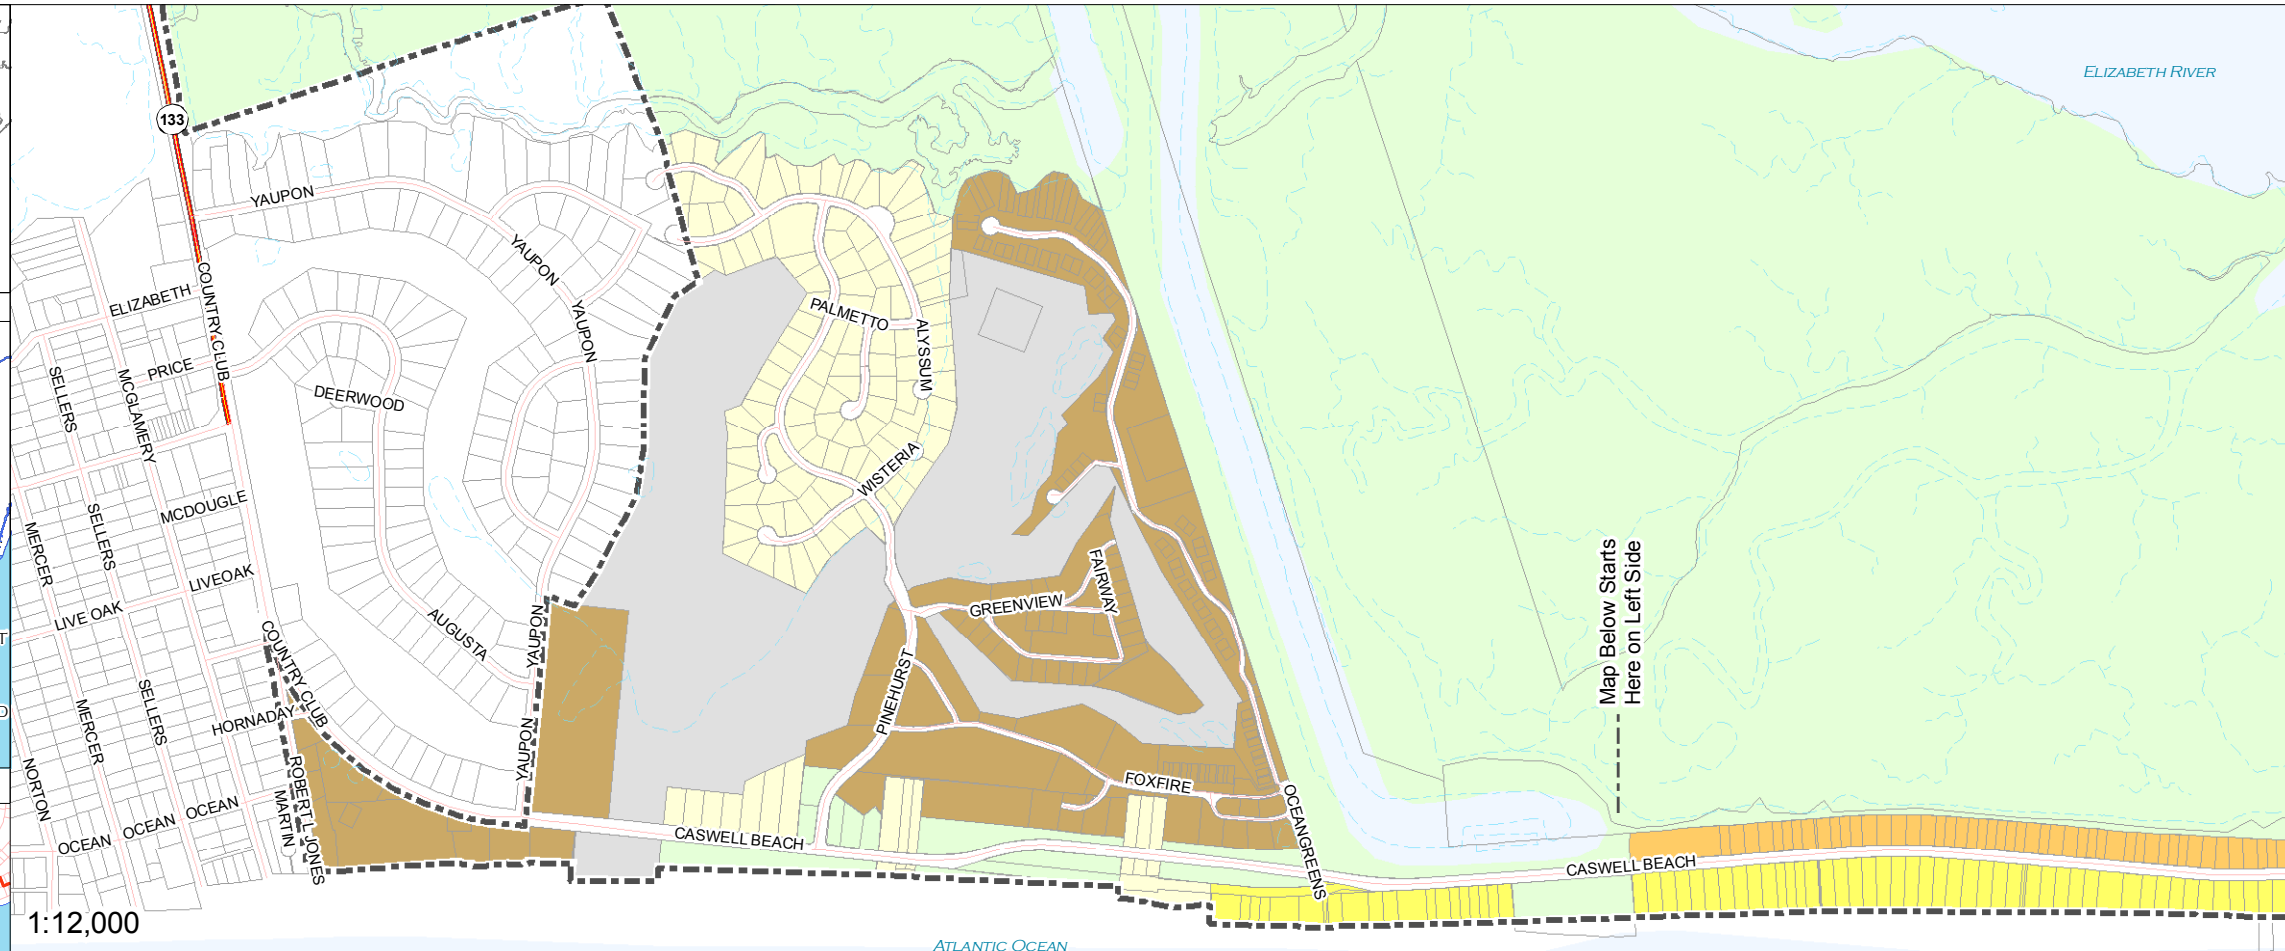 ELIZABETH RIVER
133
YAUPON
YAUPON
YAUPON
COUNTRY CLUB
ELIZABETH
PRICE
SELLERS
MCGLAMERY
DEERWOOD
PALMETTO
ALYSSUM
WISTERIA
MCDOUGLE
SELLERS
MERCER
LIVEOAK
LIVE OAK
AUGUSTA
YAUPON
FAIRWAY
GREENVIEW
Map Below Starts
Here on Left Side
COUNTRY CLUB
PINEHURST
SELLERS
MERCER
HORNADAY
YAUPON
NORTON
ROBERT L JONES
MARTIN
OCEAN
OCEAN
OCEAN
FOXFIRE
OCEANGREENS
CASWELL BEACH
CASWELL BEACH
1:12,000
ATLANTIC OCEAN